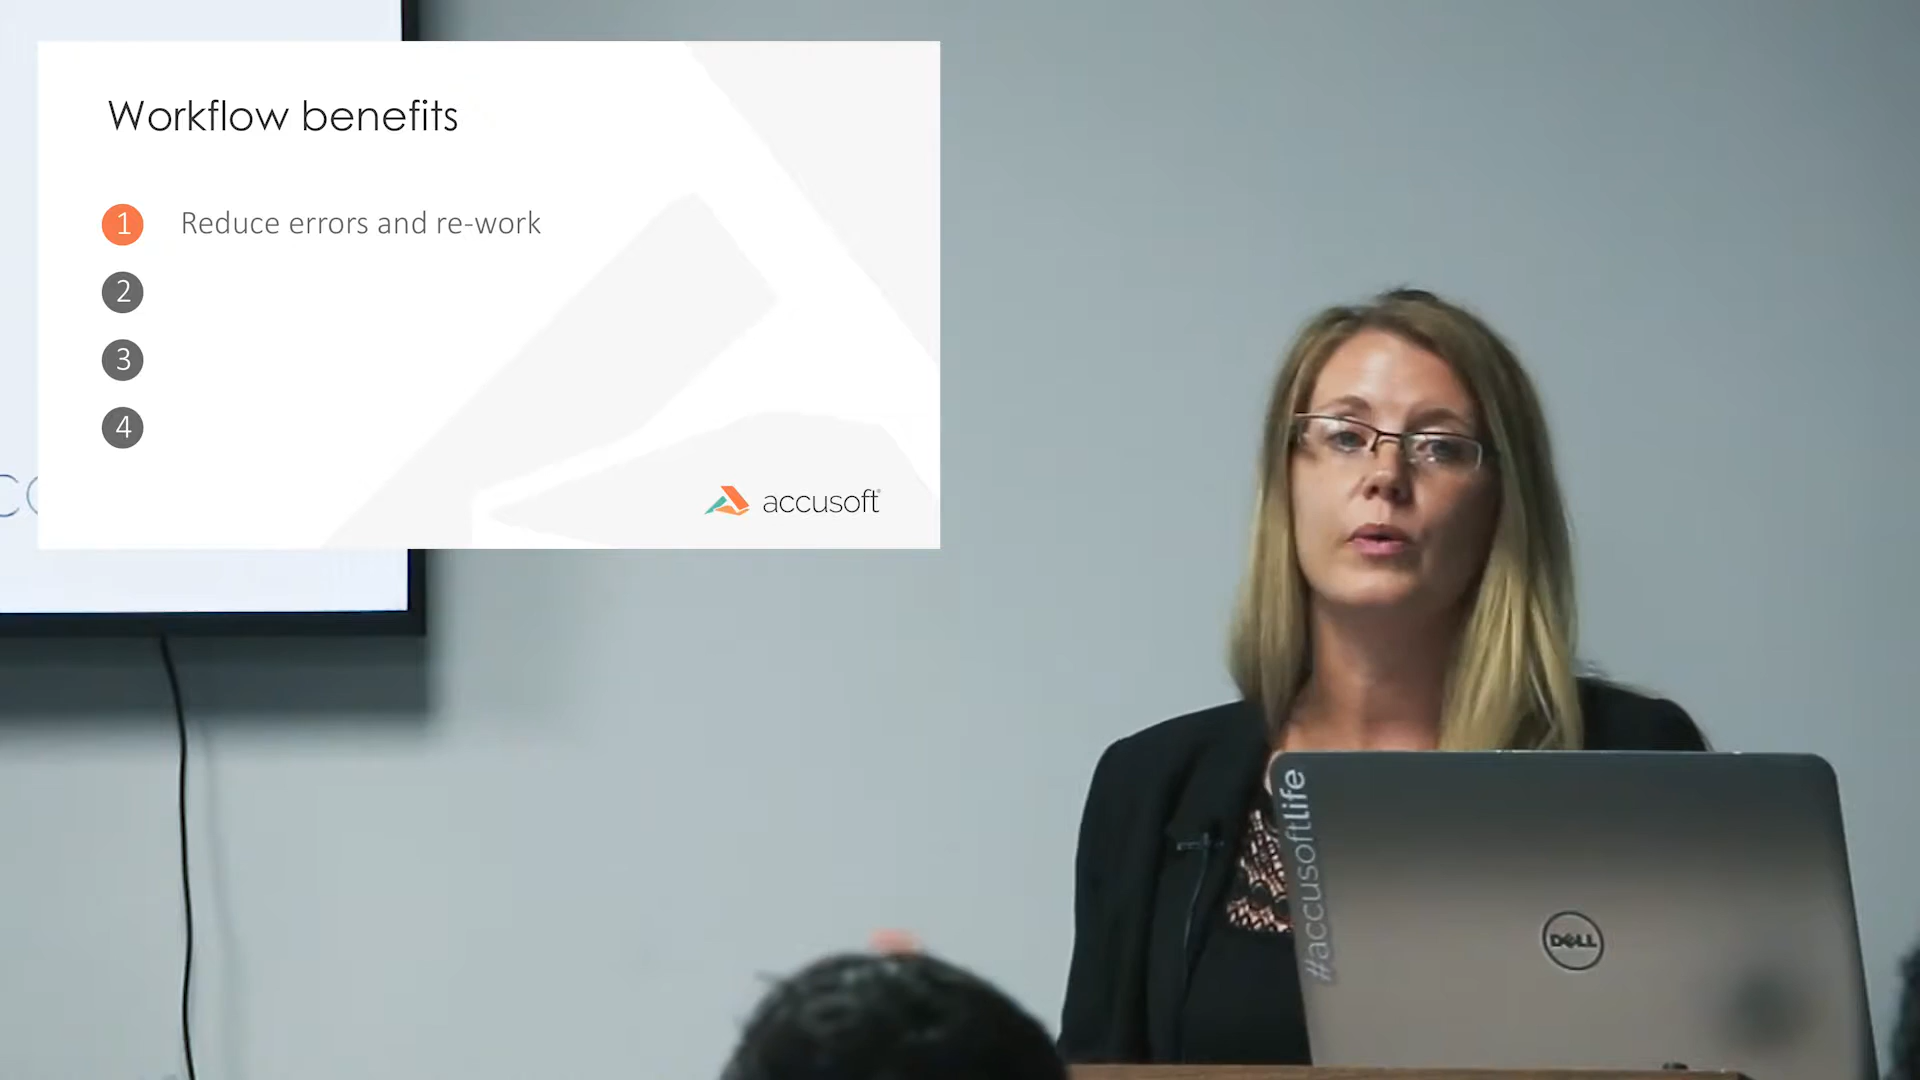 Workflow benefits
1 Reduce errors and re-work
2
3
4
accusoft
#accusoftlife
DELL